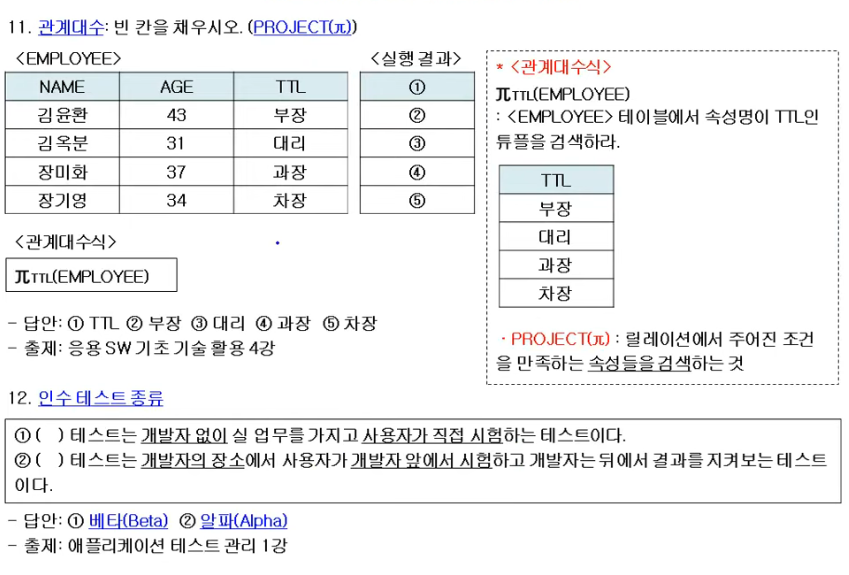 11. 관계대수: 빈 칸을 채우시오. (PROJECT(π))
<EMPLOYEE>
NAME AGE TTL
김윤환 43 부장
김옥분 31 대리
장미화 37 과장
장기영 34 차장
<실행 결과>
①
②
③
④
⑤
<관계대수식>
πTTL(EMPLOYEE)
- 답안: ① TTL ② 부장 ③ 대리 ④ 과장 ⑤ 차장
- 출제: 응용 SW 기초 기술 활용 4강
* <관계대수식>
πTTL(EMPLOYEE)
: <EMPLOYEE> 테이블에서 속성명이 TTL인
튜플을 검색하라.
TTL
부장
대리
과장
차장
· PROJECT(π) : 릴레이션에서 주어진 조건
을 만족하는 속성들을 검색하는 것
12. 인수 테스트 종류
① ( ) 테스트는 개발자 없이 실 업무를 가지고 사용자가 직접 시험하는 테스트이다.
② ( ) 테스트는 개발자의 장소에서 사용자가 개발자 앞에서 시험하고 개발자는 뒤에서 결과를 지켜보는 테스트
이다.
- 답안: ① 베타(Beta) ② 알파(Alpha)
- 출제: 애플리케이션 테스트 관리 1강